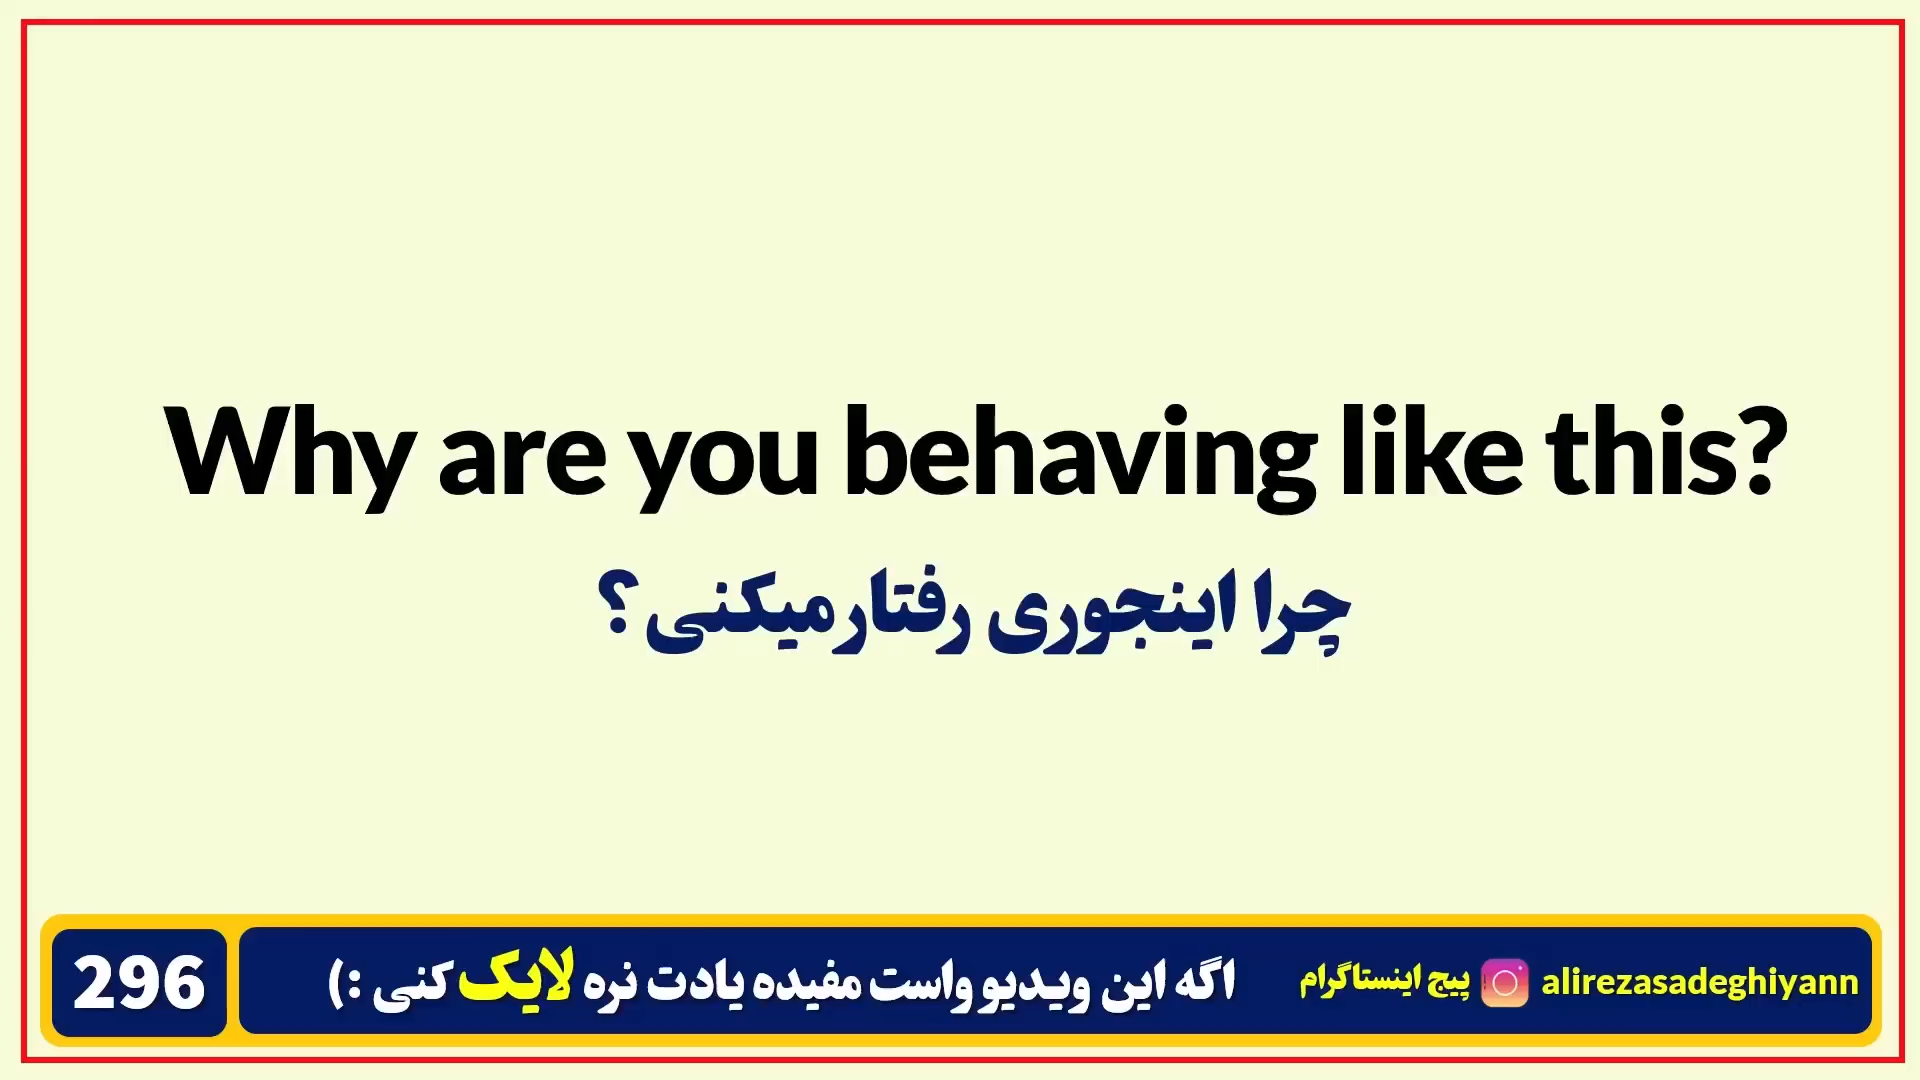 Why are you behaving like this?
چرا اینجوری رفتار میکنی ؟
296
اگه این ویدیو واست مفیده یادت نره لایک کنی :)
پیج اینستاگرام alirezasadeghiyann